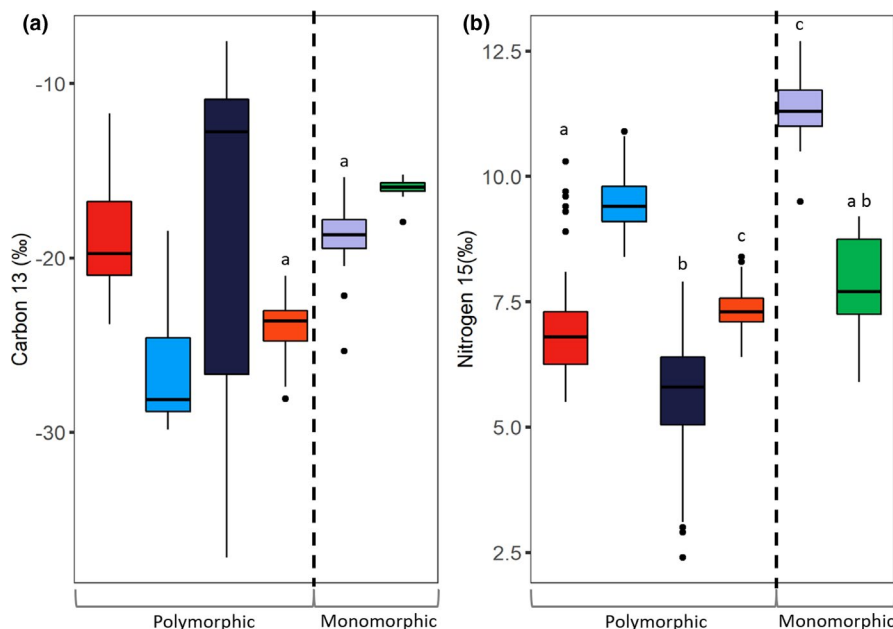 (a)
Carbon 13 (‰)
-10
-20
-30
a
a
Polymorphic
Monomorphic
(b)
Nitrogen 15(‰)
12.5
10.0
7.5
5.0
2.5
a
b
c
c
a b
Polymorphic
Monomorphic